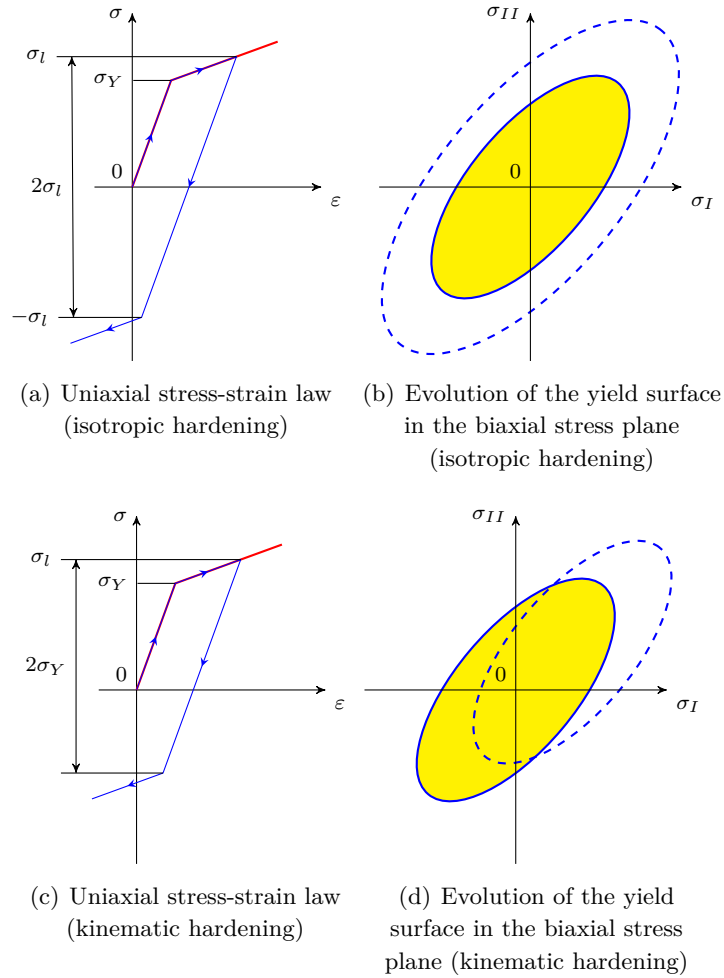 σ
σ_l
σ_Y
0
2σ_l
ε
−σ_l
σ_II
0
σ_I
(a) Uniaxial stress-strain law
(isotropic hardening)
(b) Evolution of the yield surface
in the biaxial stress plane
(isotropic hardening)
σ
σ_l
σ_Y
2σ_Y
0
ε
σ_II
0
σ_I
(c) Uniaxial stress-strain law
(kinematic hardening)
(d) Evolution of the yield
surface in the biaxial stress
plane (kinematic hardening)